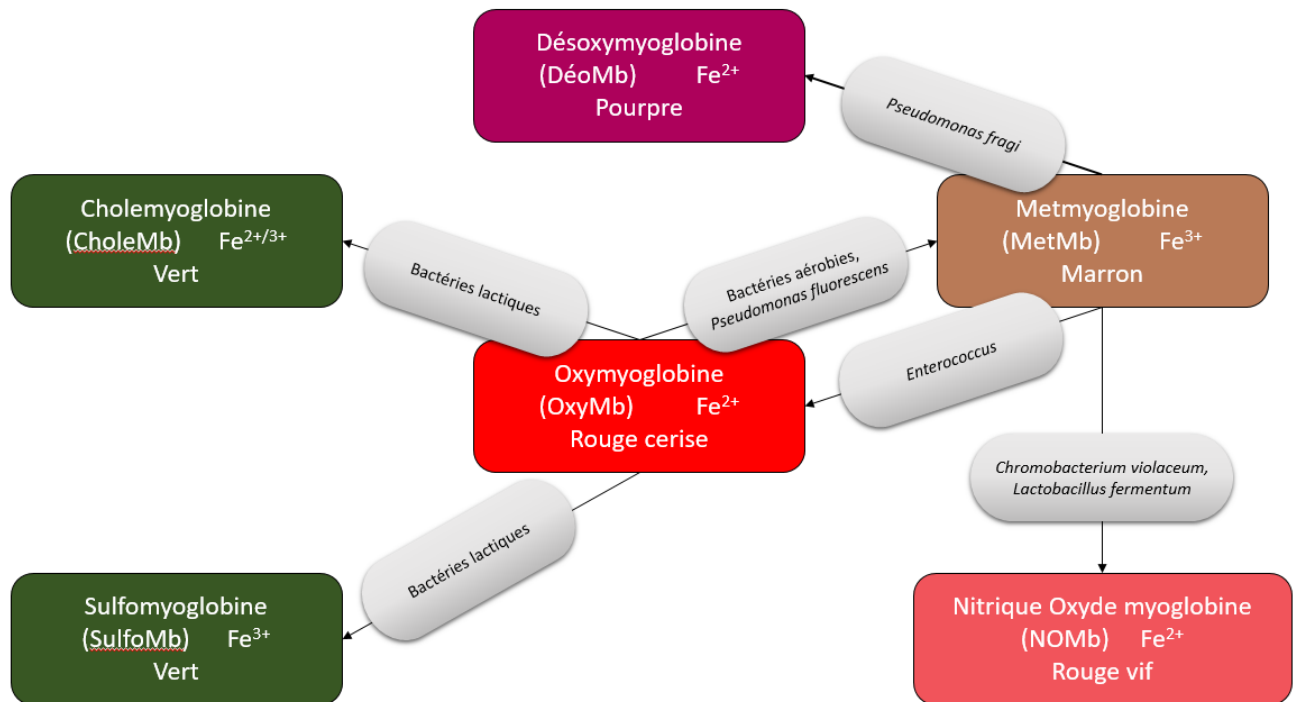 Désoxymyoglobine
(DéoMb) Fe2+
Pourpre
Pseudomonas fragi
Cholemyoglobine
(CholeMb) Fe2+/3+
Vert
Metmyoglobine
(MetMb) Fe3+
Marron
Bactéries lactiques
Bactéries aérobies,
Pseudomonas fluorescens
Enterococcus
Oxymyoglobine
(OxyMb) Fe2+
Rouge cerise
Chromobacterium violaceum,
Lactobacillus fermentum
Bactéries lactiques
Sulfomyoglobine
(SulfoMb) Fe3+
Vert
Nitrique Oxyde myoglobine
(NOMb) Fe2+
Rouge vif